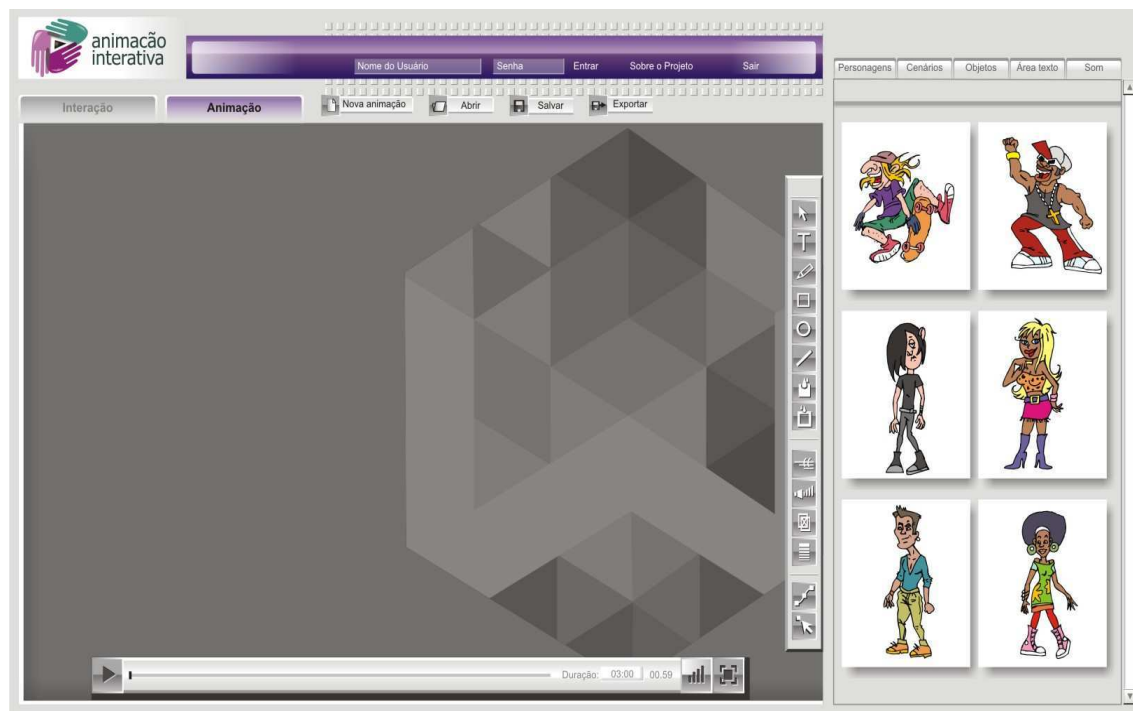 animacão
interativa
Nome do Usuário Senha Entrar Sobre o Projeto Sair
Personagens Cenários Objetos Área texto Som
Interação Animação Nova animação Abrir Salvar Exportar
T
Duração: 03:00 00.59